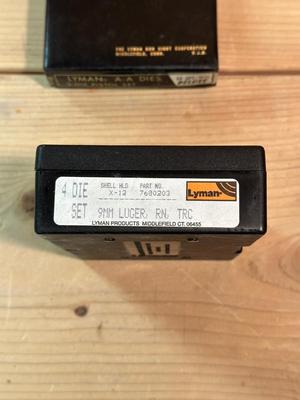 THE LYMAN GUN SIGHT CORPORATION
MIDDLEFIELD, CONN. U.S.A.
LYMAN® A-A DIES
4 DIE SET
SHELL HLD PART NO.
X-12 7680203
Lyman®
9MM LUGER, RN, TRC
LYMAN PRODUCTS MIDDLEFIELD CT. 06455